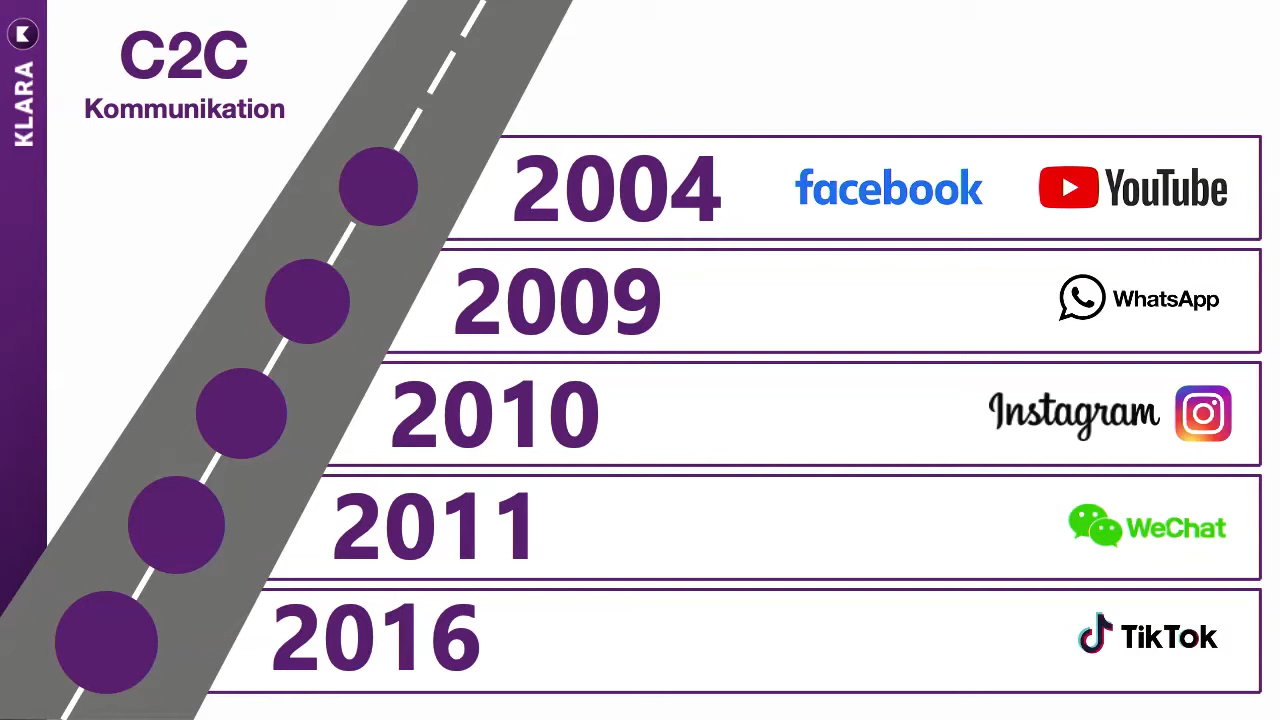 KLARA
C2C
Kommunikation
2004 facebook YouTube
2009 WhatsApp
2010 Instagram
2011 WeChat
2016 TikTok